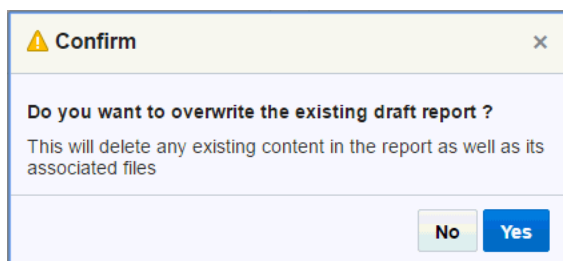 Confirm
Do you want to overwrite the existing draft report ?
This will delete any existing content in the report as well as its
associated files
No Yes